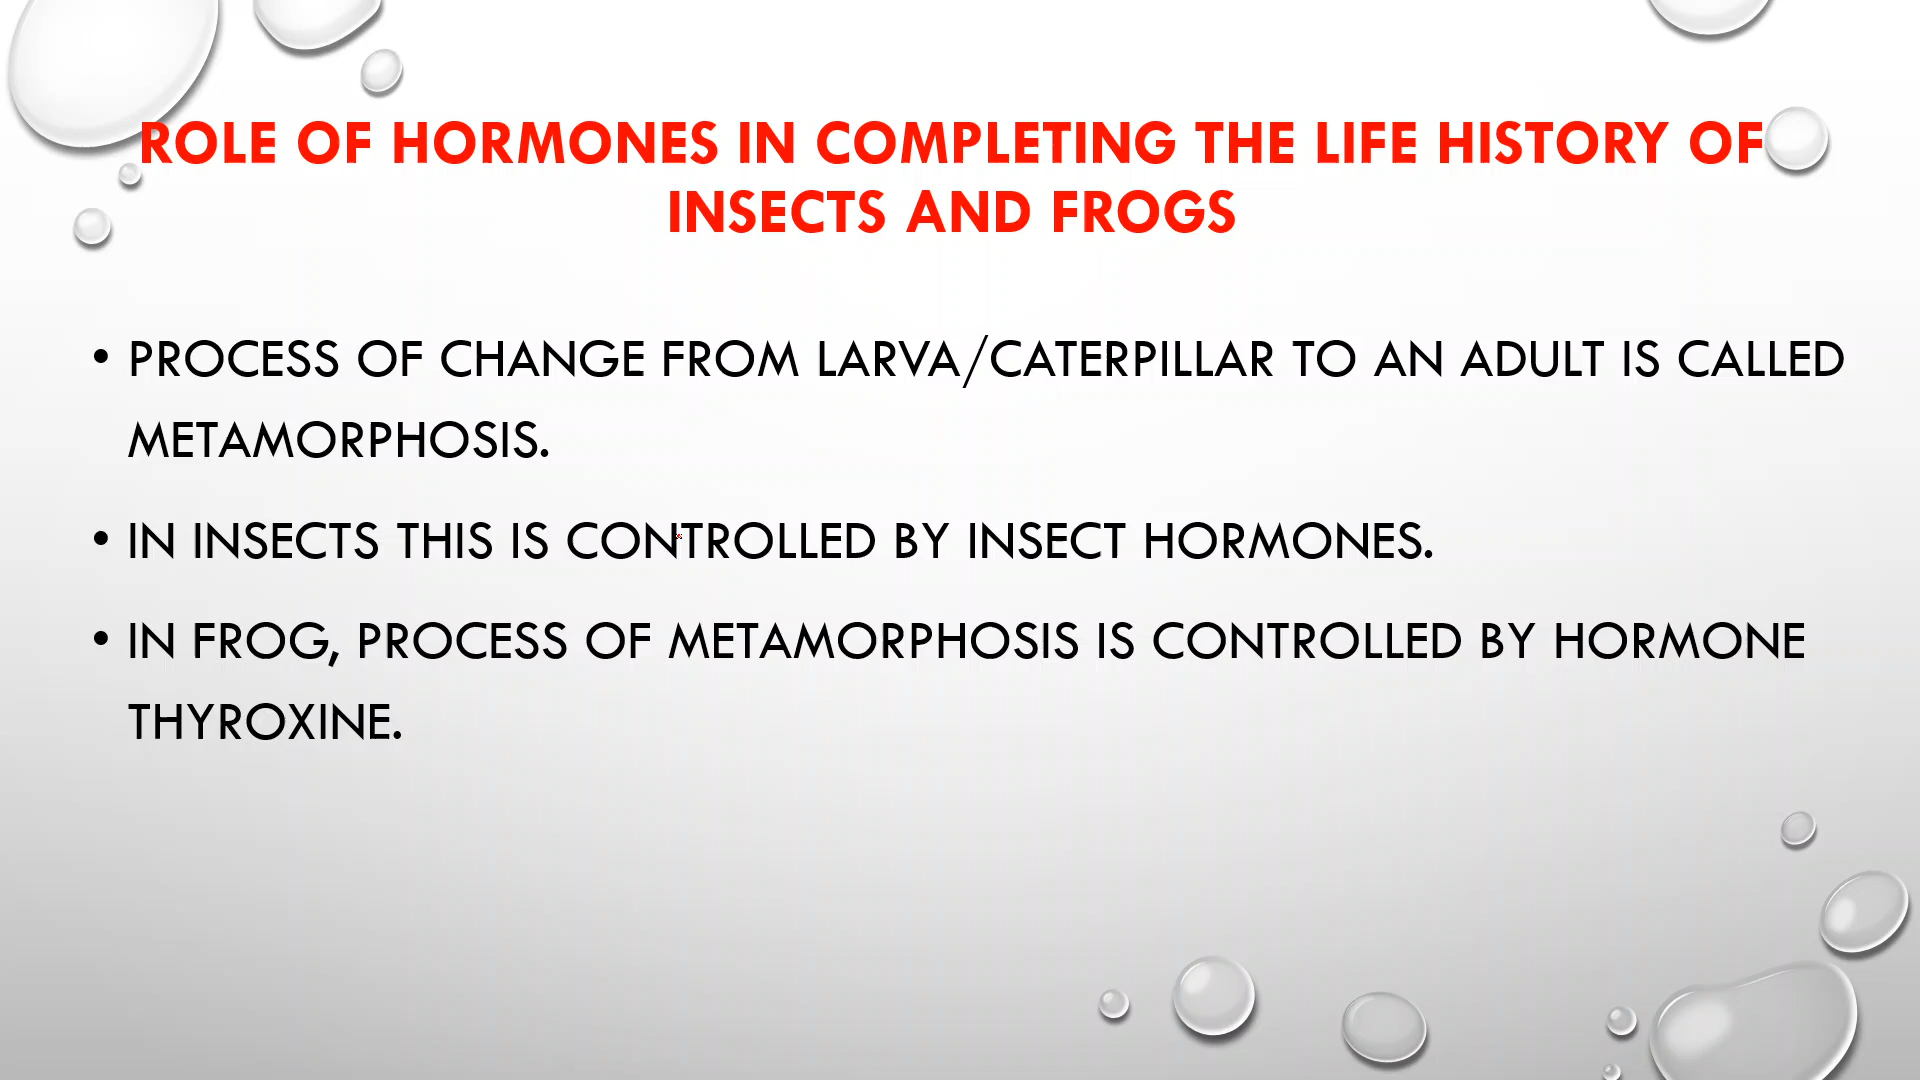 ROLE OF HORMONES IN COMPLETING THE LIFE HISTORY OF
INSECTS AND FROGS
• PROCESS OF CHANGE FROM LARVA/CATERPILLAR TO AN ADULT IS CALLED
METAMORPHOSIS.
• IN INSECTS THIS IS CONTROLLED BY INSECT HORMONES.
• IN FROG, PROCESS OF METAMORPHOSIS IS CONTROLLED BY HORMONE
THYROXINE.